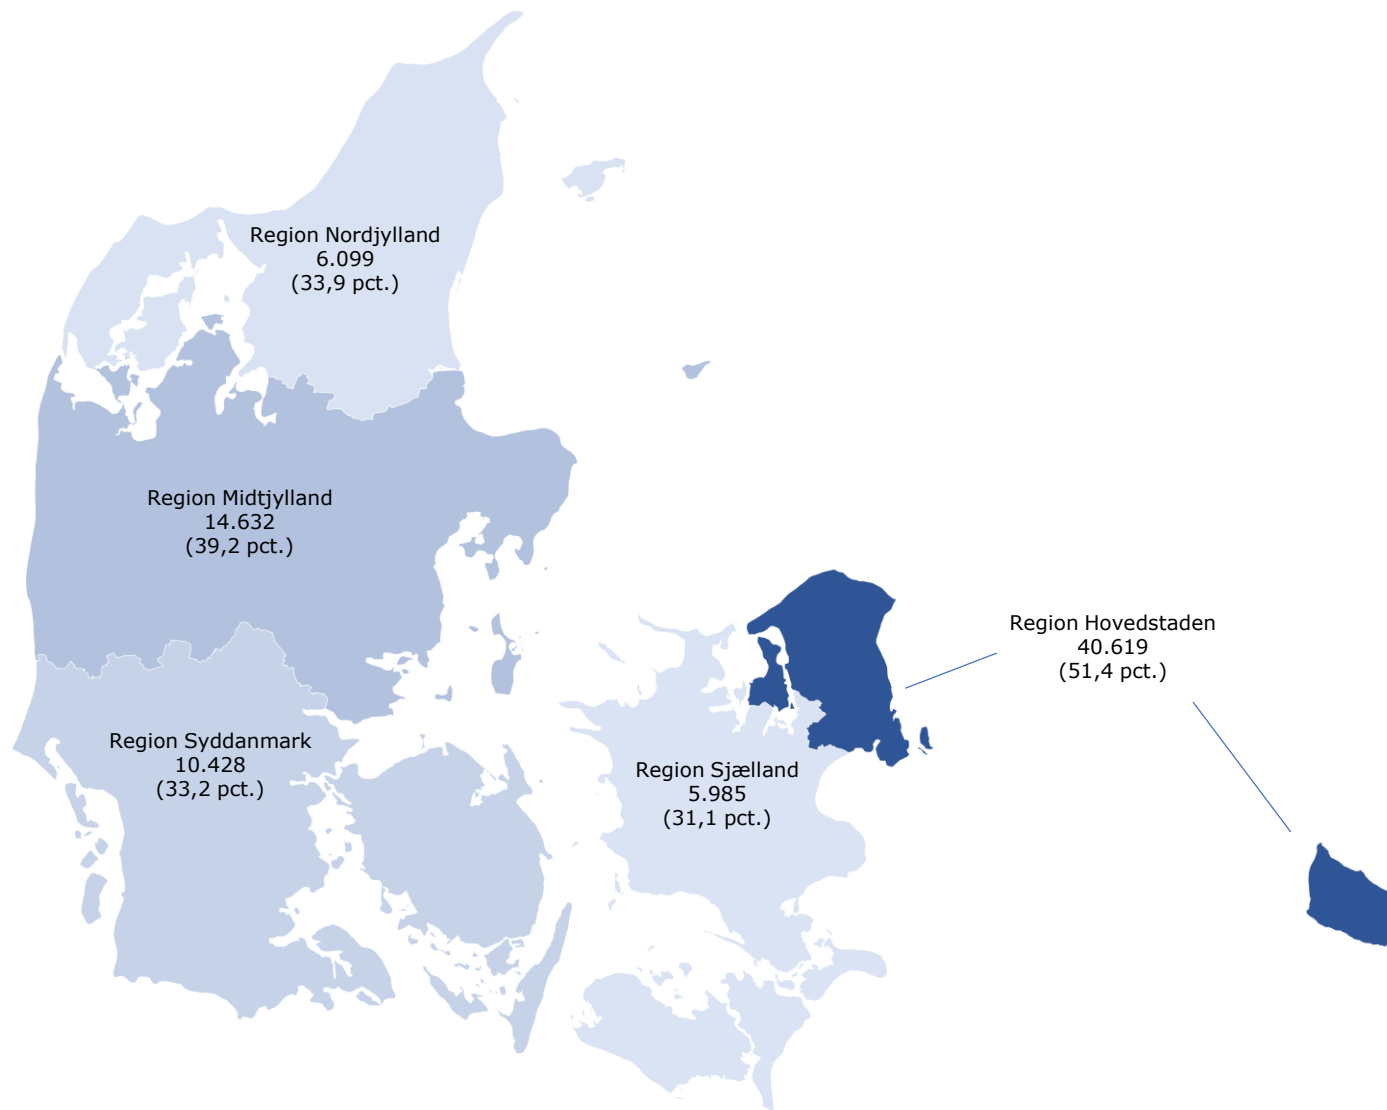 Region Nordjylland
6.099
(33,9 pct.)
Region Midtjylland
14.632
(39,2 pct.)
Region Hovedstaden
40.619
(51,4 pct.)
Region Syddanmark
10.428
(33,2 pct.)
Region Sjælland
5.985
(31,1 pct.)